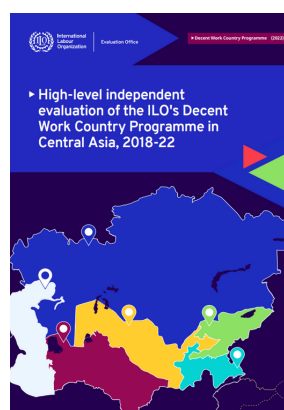 International
Labour
Organization
Evaluation Office
▸ Decent Work Country Programme (2022)
▸ High-level independent
evaluation of the ILO's Decent
Work Country Programme in
Central Asia, 2018-22